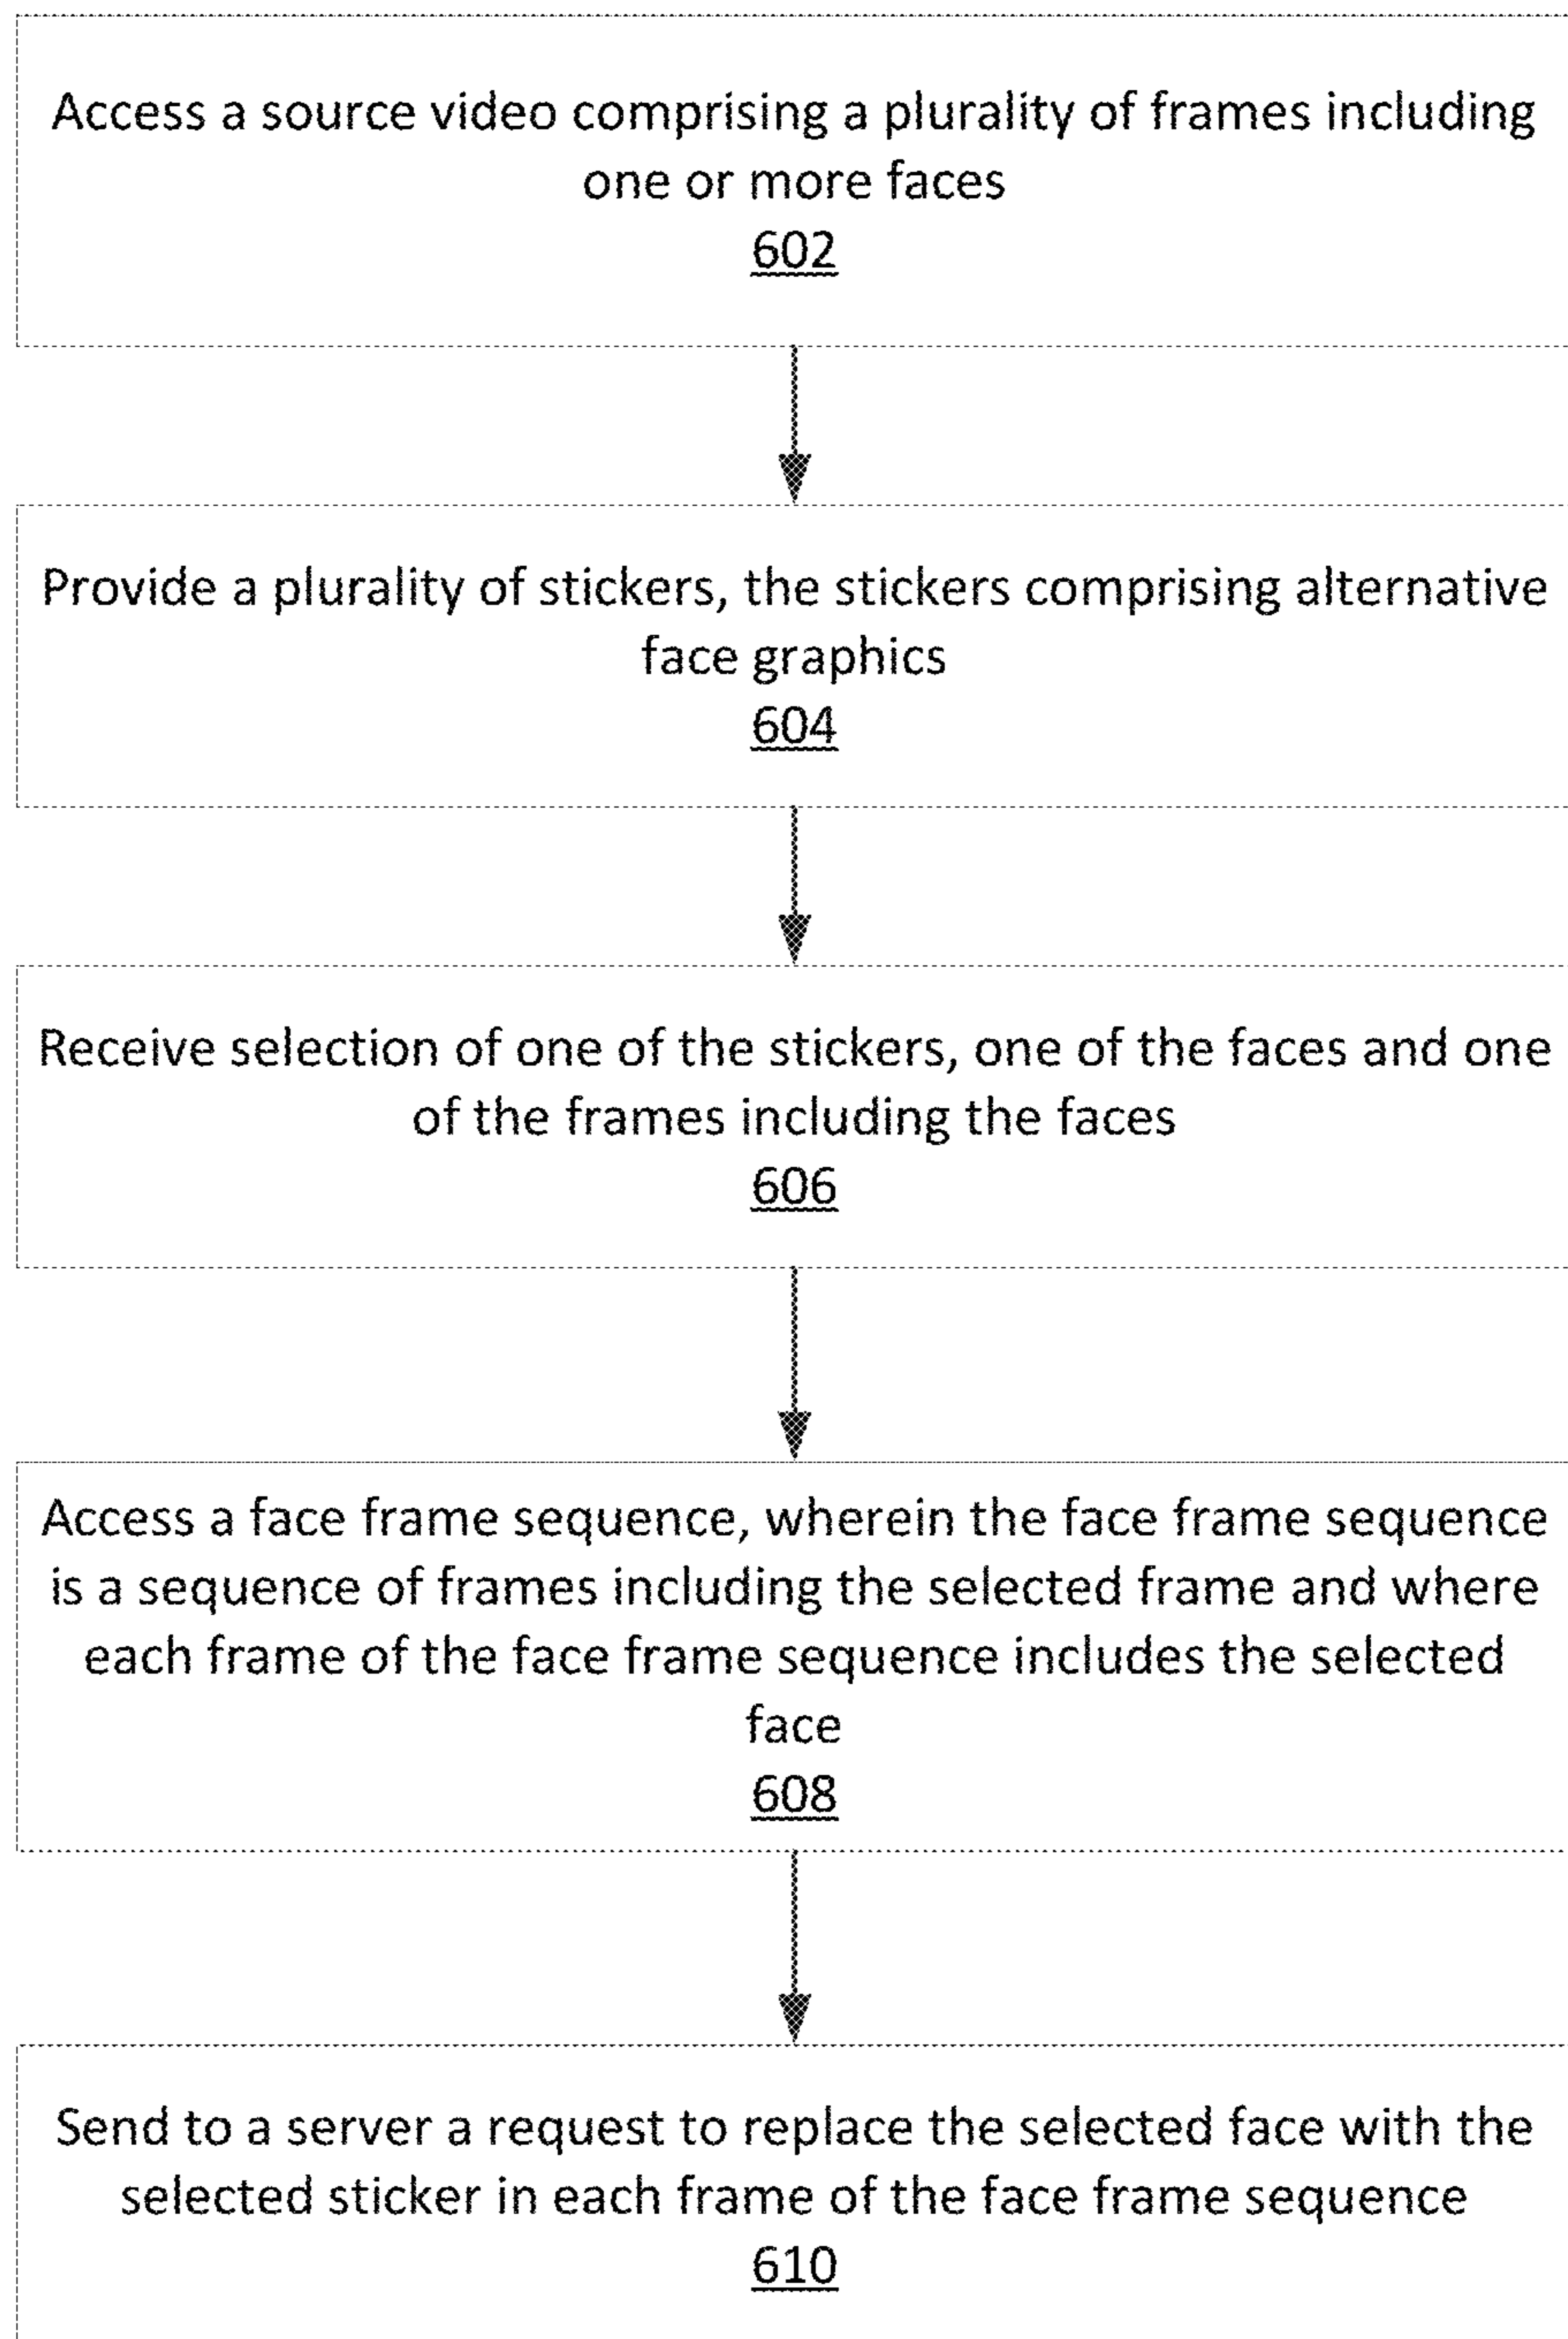 Access a source video comprising a plurality of frames including
one or more faces
602
Provide a plurality of stickers, the stickers comprising alternative
face graphics
604
Receive selection of one of the stickers, one of the faces and one
of the frames including the faces
606
Access a face frame sequence, wherein the face frame sequence
is a sequence of frames including the selected frame and where
each frame of the face frame sequence includes the selected
face
608
Send to a server a request to replace the selected face with the
selected sticker in each frame of the face frame sequence
610